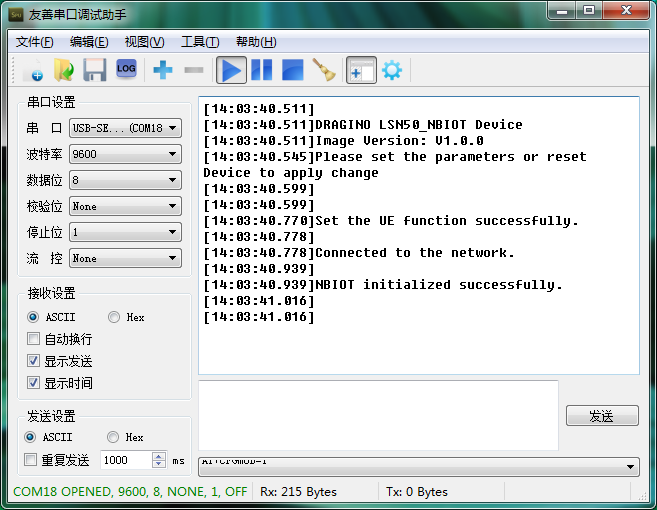 友善串口调试助手
文件(F) 编辑(E) 视图(V) 工具(T) 帮助(H)
LOG
串口设置
串 口 USB-SE...(COM18
波特率 9600
数据位 8
校验位 None
停止位 1
流 控 None
接收设置
ASCII Hex
自动换行
显示发送
显示时间
发送设置
ASCII Hex
重复发送 1000 ms
[14:03:40.511]
[14:03:40.511]DRAGINO LSN50_NBIOT Device
[14:03:40.511]Image Version: V1.0.0
[14:03:40.545]Please set the parameters or reset
Device to apply change
[14:03:40.599]
[14:03:40.599]
[14:03:40.770]Set the UE function successfully.
[14:03:40.778]
[14:03:40.778]Connected to the network.
[14:03:40.939]
[14:03:40.939]NBIOT initialized successfully.
[14:03:41.016]
[14:03:41.016]
发送
COM18 OPENED, 9600, 8, NONE, 1, OFF Rx: 215 Bytes Tx: 0 Bytes